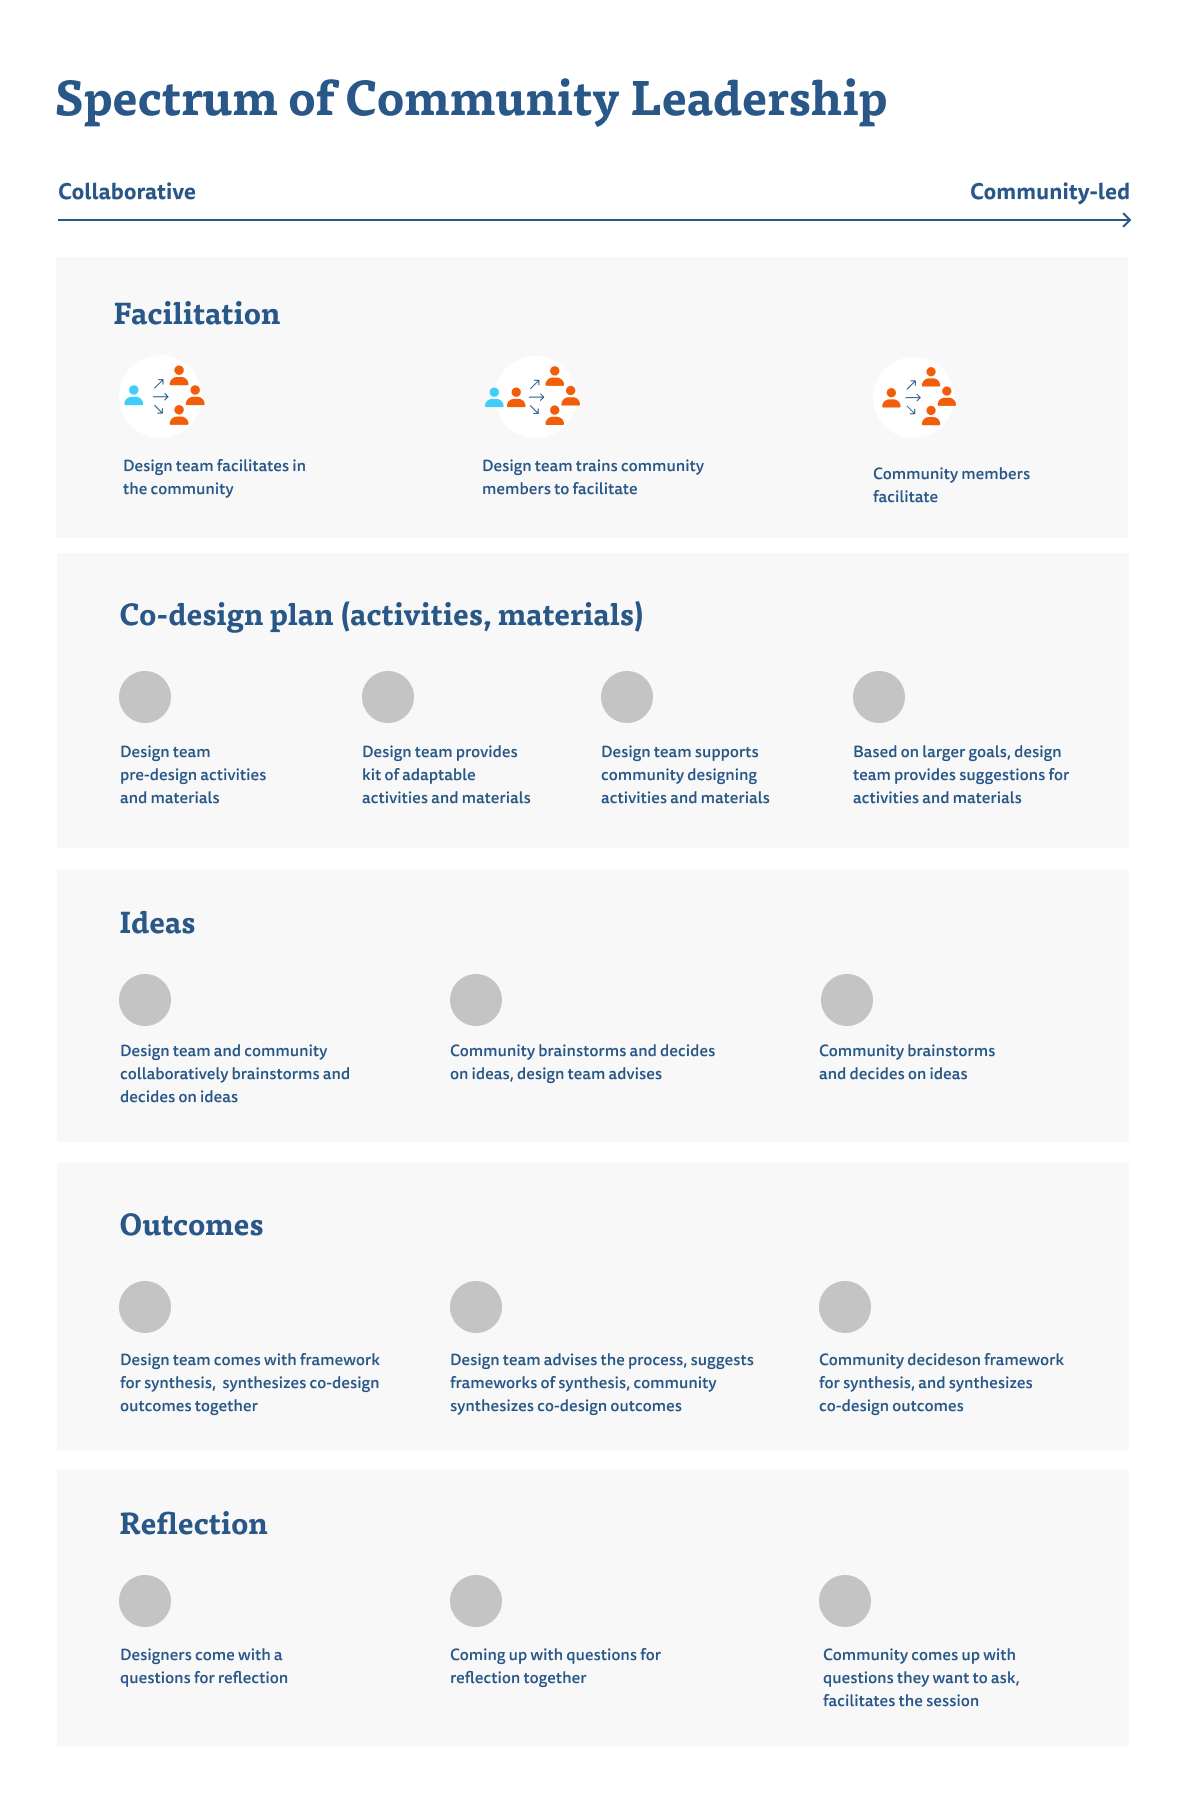 Spectrum of Community Leadership
Collaborative
Community-led
Facilitation
Design team facilitates in
the community
Design team trains community
members to facilitate
Community members
facilitate
Co-design plan (activities, materials)
Design team
pre-design activities
and materials
Design team provides
kit of adaptable
activities and materials
Design team supports
community designing
activities and materials
Based on larger goals, design
team provides suggestions for
activities and materials
Ideas
Design team and community
collaboratively brainstorms and
decides on ideas
Community brainstorms and decides
on ideas, design team advises
Community brainstorms
and decides on ideas
Outcomes
Design team comes with framework
for synthesis,  synthesizes co-design
outcomes together
Design team advises the process, suggests
frameworks of synthesis, community
synthesizes co-design outcomes
Community decideson framework
for synthesis, and synthesizes
co-design outcomes
Reflection
Designers come with a
questions for reflection
Coming up with questions for
reflection together
Community comes up with
questions they want to ask,
facilitates the session